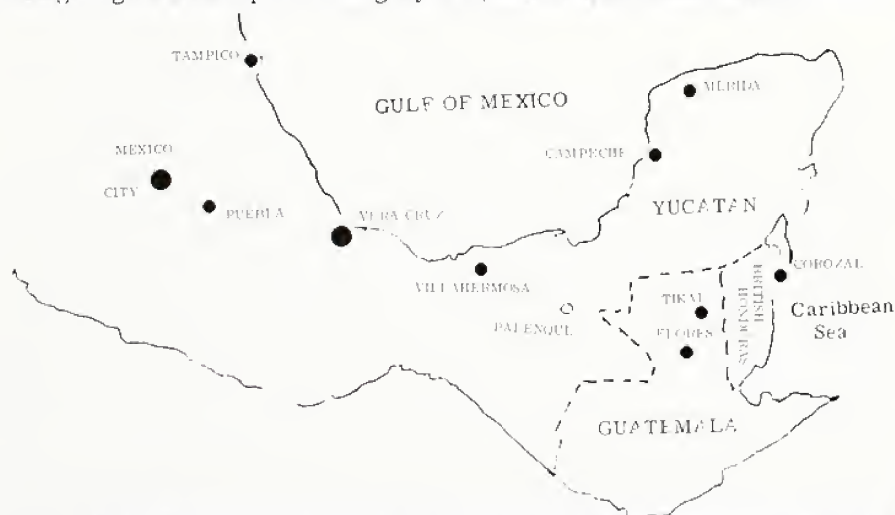 TAMPICO
GULF OF MEXICO
MERIDA
MEXICO
CITY
CAMPECHE
PUEBLA
VERA CRUZ
YUCATAN
COROZAL
VILLAHERMOSA
BRITISH
HONDURAS
TIKAL
Caribbean
Sea
PALENQUE
FLORES
GUATEMALA